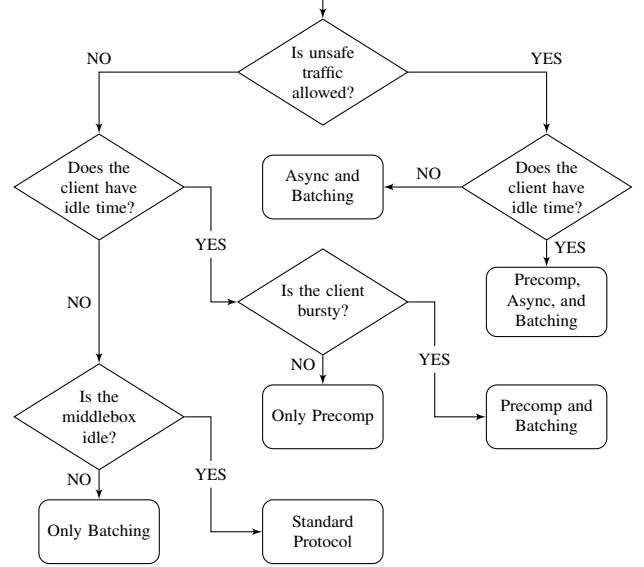 Is unsafe
traffic
allowed?
NO
YES
Does the
client have
idle time?
Async and
Batching
NO
Does the
client have
idle time?
YES
YES
Precomp,
Async, and
Batching
Is the client
bursty?
NO
NO
YES
Is the
middlebox
idle?
Only Precomp
Precomp and
Batching
NO
YES
Only Batching
Standard
Protocol